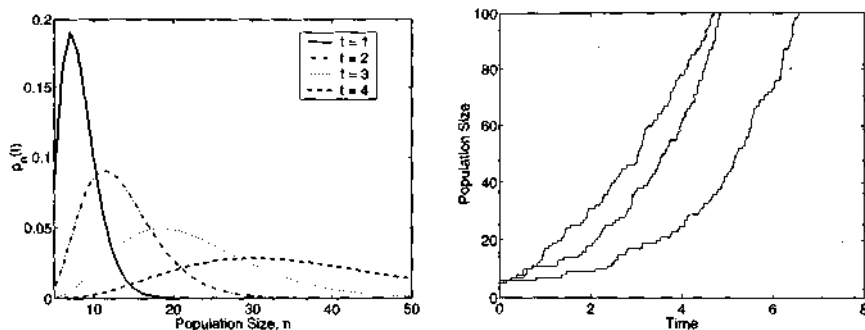 0.2
0.15
0.1
0.05
0
p_n(t)
t = 1
t = 2
t = 3
t = 4
10 20 30 40 50
Population Size, n
100
80
60
40
20
0
Population Size
0 2 4 6 8
Time